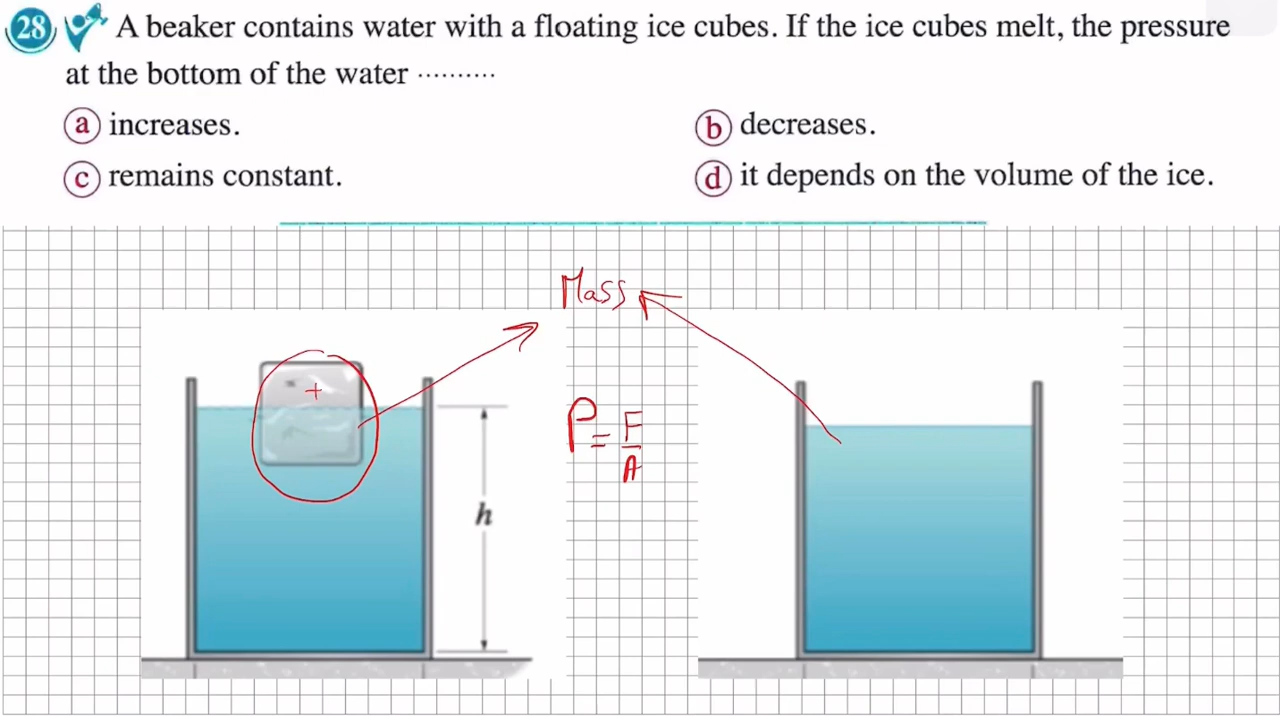 28 A beaker contains water with a floating ice cubes. If the ice cubes melt, the pressure
at the bottom of the water ··········
a increases.
b decreases.
c remains constant.
d it depends on the volume of the ice.
Mass
+
P = F/A
h